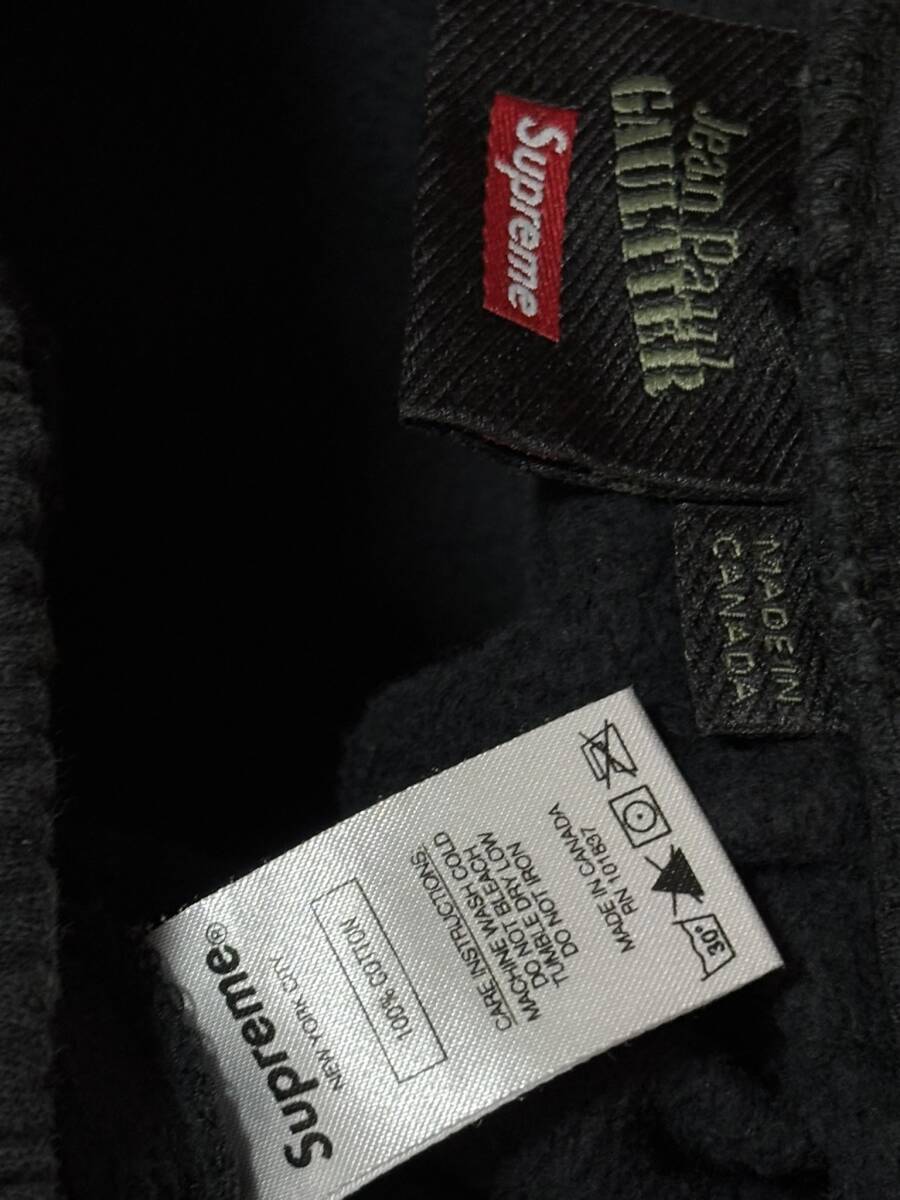 Jean Paul
GAULTIER
Supreme
MADE IN
CANADA
Supreme®
NEW YORK CITY
100% COTTON
CARE INSTRUCTIONS:
MACHINE WASH COLD
DO NOT BLEACH
TUMBLE DRY LOW
DO NOT IRON
MADE IN CANADA
RN 101837
30°